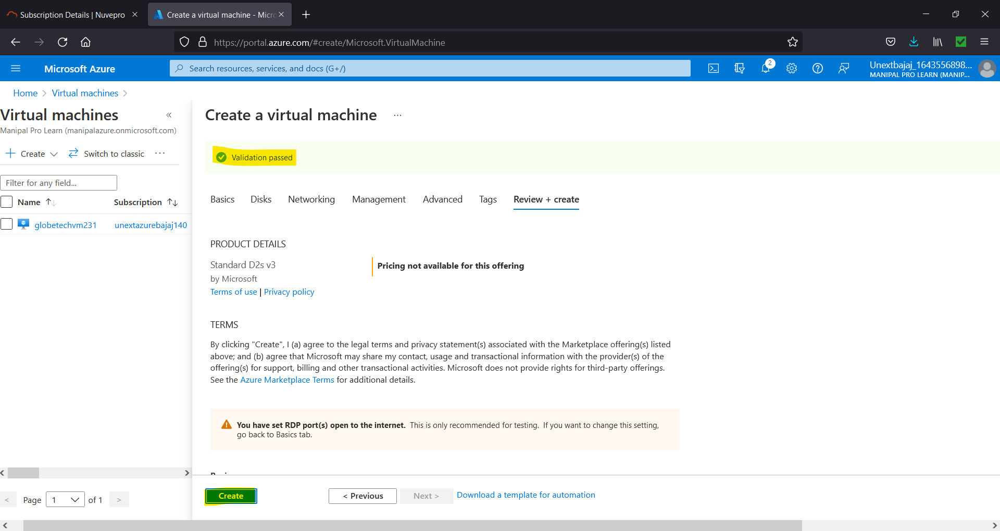 Subscription Details | Nuvepro
Create a virtual machine - Micro
https://portal.azure.com/#create/Microsoft.VirtualMachine
Microsoft Azure
Search resources, services, and docs (G+/)
2
Unextbajaj_1643556898...
MANIPAL PRO LEARN (MANIP...
Home > Virtual machines >
Virtual machines
«
Manipal Pro Learn (manipalazure.onmicrosoft.com)
+ Create
Switch to classic
...
Filter for any field...
Name ↑↓
Subscription ↑↓
globetechvm231
unextazurebajaj140
< Page 1 of 1 >
Create a virtual machine ...
Validation passed
Basics Disks Networking Management Advanced Tags Review + create
PRODUCT DETAILS
Standard D2s v3
by Microsoft
Terms of use | Privacy policy
Pricing not available for this offering
TERMS
By clicking "Create", I (a) agree to the legal terms and privacy statement(s) associated with the Marketplace offering(s) listed
above; and (b) agree that Microsoft may share my contact, usage and transactional information with the provider(s) of the
offering(s) for support, billing and other transactional activities. Microsoft does not provide rights for third-party offerings.
See the Azure Marketplace Terms for additional details.
You have set RDP port(s) open to the internet. This is only recommended for testing. If you want to change this setting,
go back to Basics tab.
Create
< Previous
Next >
Download a template for automation